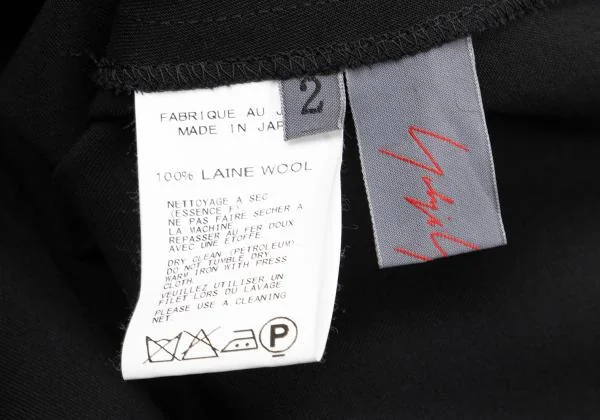 FABRIQUE AU J
MADE IN JAP
2
100% LAINE WOOL
NETTOYAGE A SEC
(ESSENCE F).
NE PAS FAIRE SECHER A
LA MACHINE.
REPASSER AU FER DOUX
AVEC UNE ETOFFE.
DRY CLEAN (PETROLEUM).
DO NOT TUMBLE DRY.
WARM IRON WITH PRESS
CLOTH.
VEUILLEZ UTILISER UN
FILET LORS DU LAVAGE
PLEASE USE A CLEANING
NET.
P